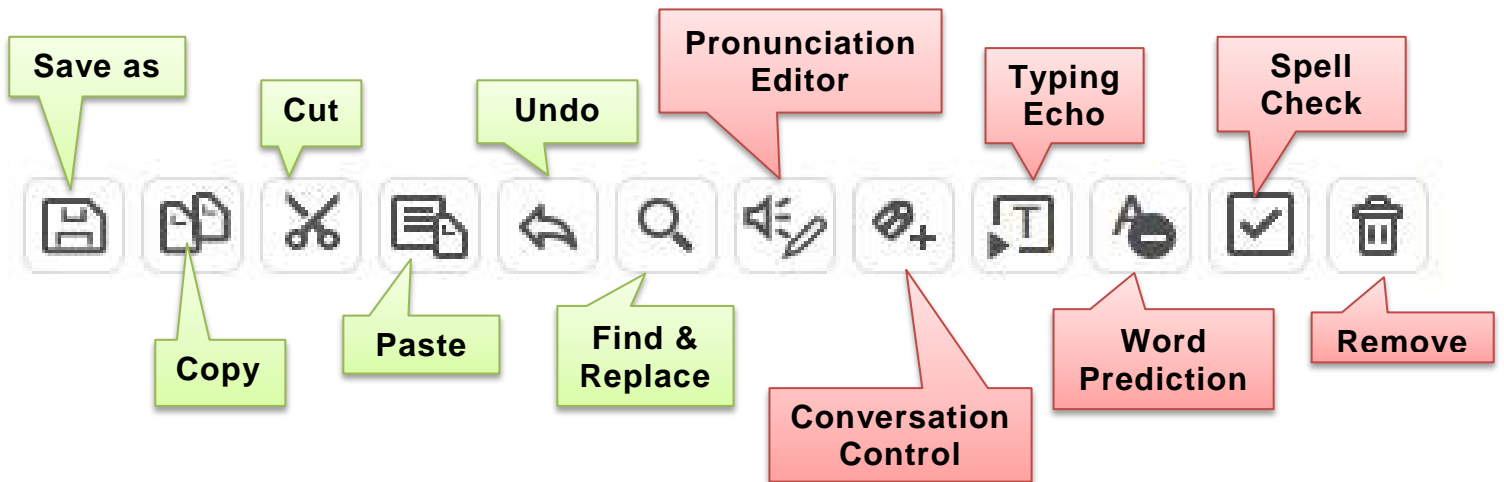 Save as
Cut
Undo
Pronunciation
Editor
Typing
Echo
Spell
Check
T
A
Copy
Paste
Find &
Replace
Conversation
Control
Word
Prediction
Remove